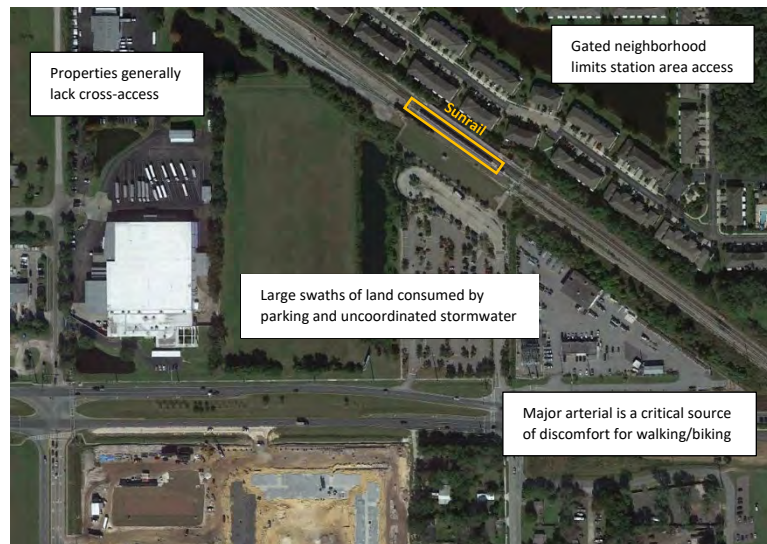 Properties generally
lack cross-access
Gated neighborhood
limits station area access
Sunrail
Large swaths of land consumed by
parking and uncoordinated stormwater
Major arterial is a critical source
of discomfort for walking/biking